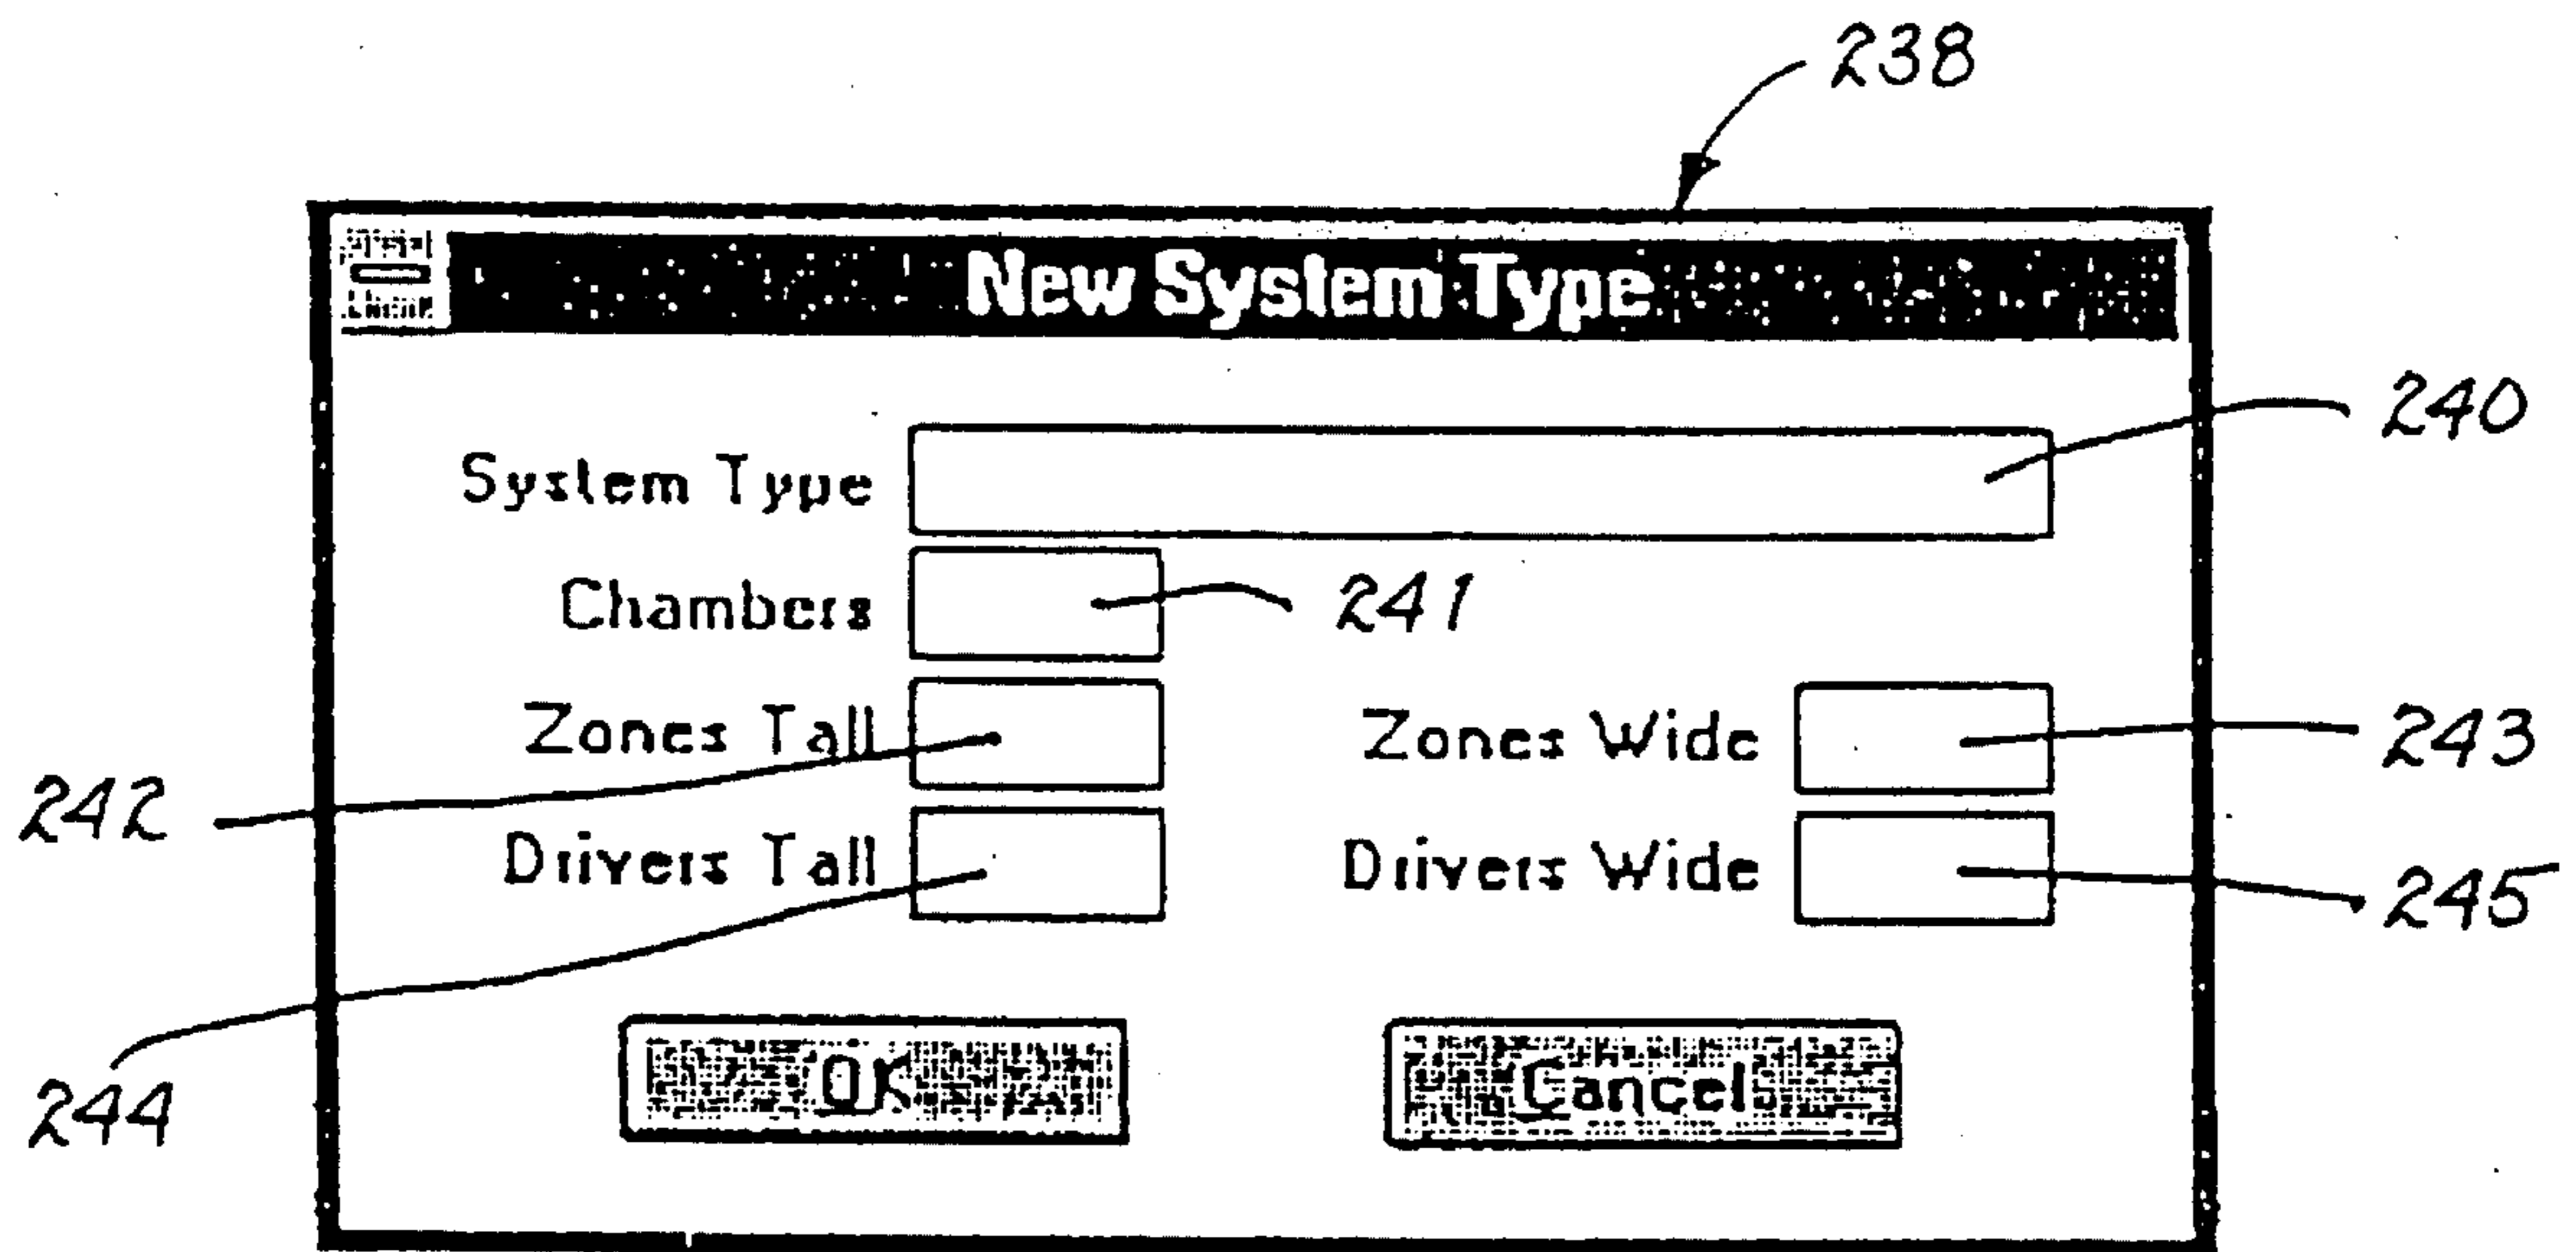 238
New System Type
System Type 240
Chambers 241
Zones Tall Zones Wide 243
242
Drivers Tall Drivers Wide 245
244
OK Cancel